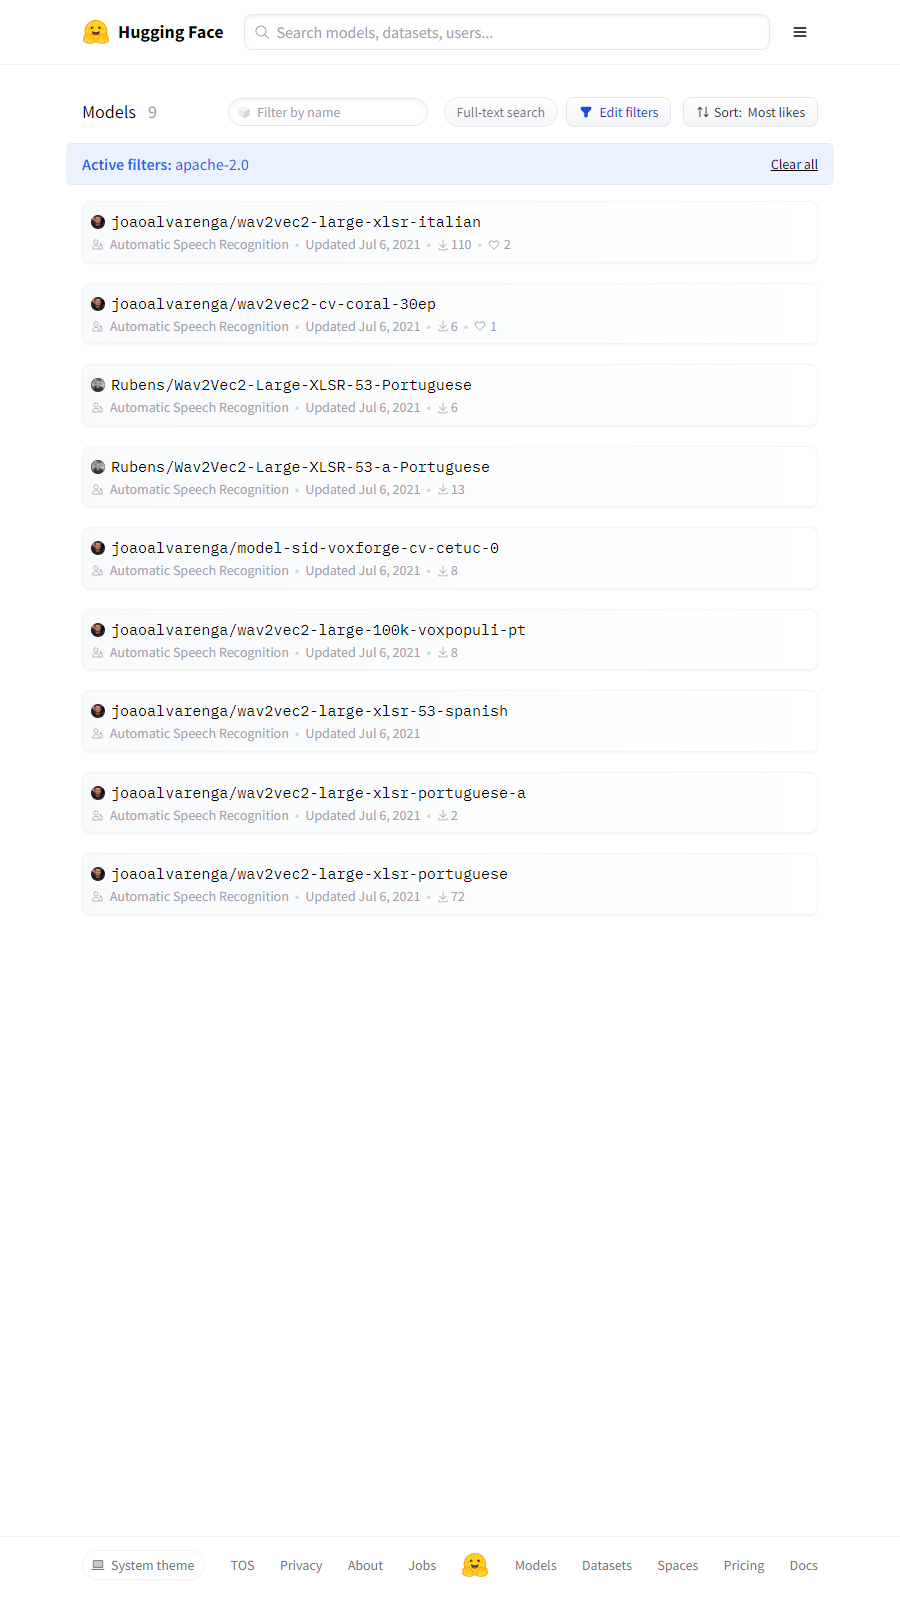 Hugging Face
Search models, datasets, users...
Models 9
Filter by name
Full-text search
Edit filters
Sort: Most likes
Active filters: apache-2.0
Clear all
joaoalvarenga/wav2vec2-large-xlsr-italian
Automatic Speech Recognition • Updated Jul 6, 2021 • 110 • 2
joaoalvarenga/wav2vec2-cv-coral-30ep
Automatic Speech Recognition • Updated Jul 6, 2021 • 6 • 1
Rubens/Wav2Vec2-Large-XLSR-53-Portuguese
Automatic Speech Recognition • Updated Jul 6, 2021 • 6
Rubens/Wav2Vec2-Large-XLSR-53-a-Portuguese
Automatic Speech Recognition • Updated Jul 6, 2021 • 13
joaoalvarenga/model-sid-voxforge-cv-cetuc-0
Automatic Speech Recognition • Updated Jul 6, 2021 • 8
joaoalvarenga/wav2vec2-large-100k-voxpopuli-pt
Automatic Speech Recognition • Updated Jul 6, 2021 • 8
joaoalvarenga/wav2vec2-large-xlsr-53-spanish
Automatic Speech Recognition • Updated Jul 6, 2021
joaoalvarenga/wav2vec2-large-xlsr-portuguese-a
Automatic Speech Recognition • Updated Jul 6, 2021 • 2
joaoalvarenga/wav2vec2-large-xlsr-portuguese
Automatic Speech Recognition • Updated Jul 6, 2021 • 72
System theme
TOS
Privacy
About
Jobs
Models
Datasets
Spaces
Pricing
Docs